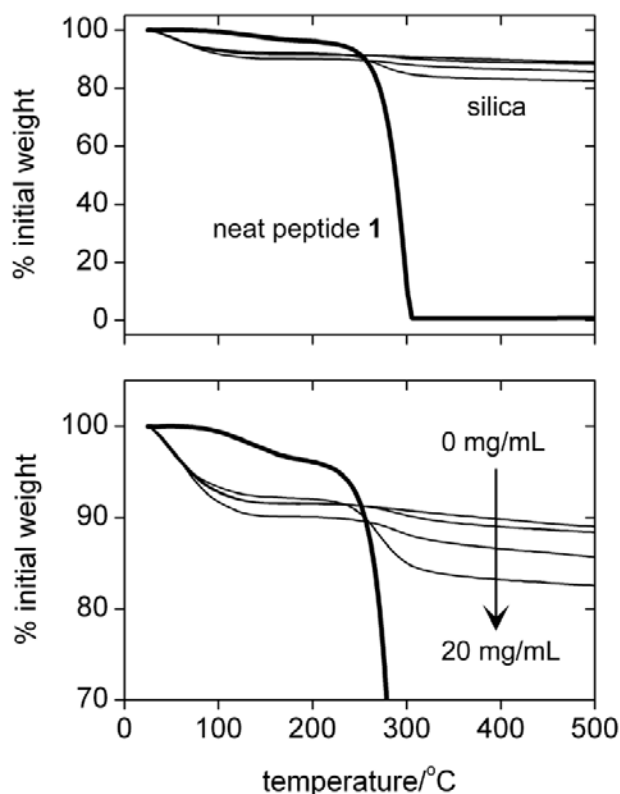 100
80
60
40
20
0
% initial weight
silica
neat peptide 1
100
90
80
70
% initial weight
0 mg/mL
20 mg/mL
0 100 200 300 400 500
temperature/°C